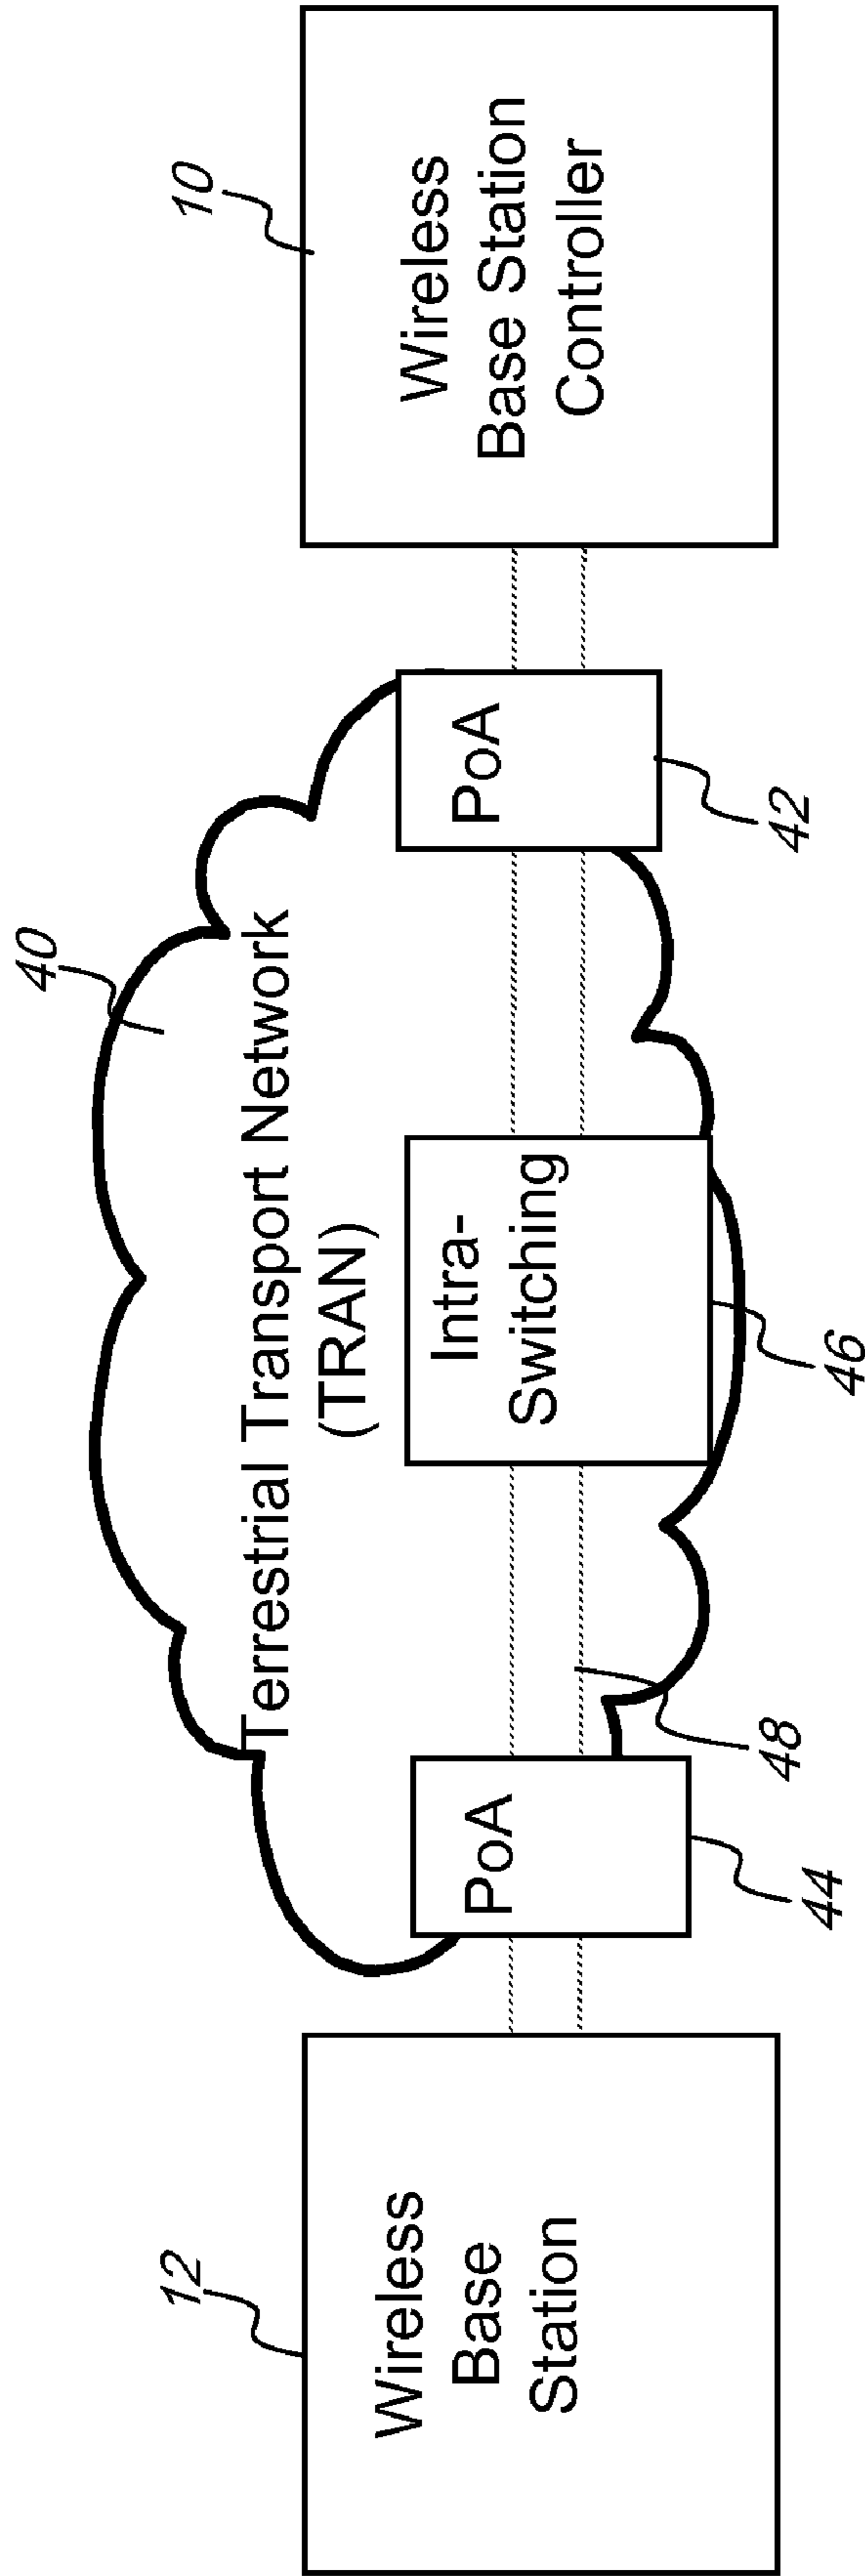 40
10
12
Terrestrial Transport Network
(TRAN)
Wireless
Base
Station
PoA
Intra-
Switching
PoA
Wireless
Base Station
Controller
44
48
46
42